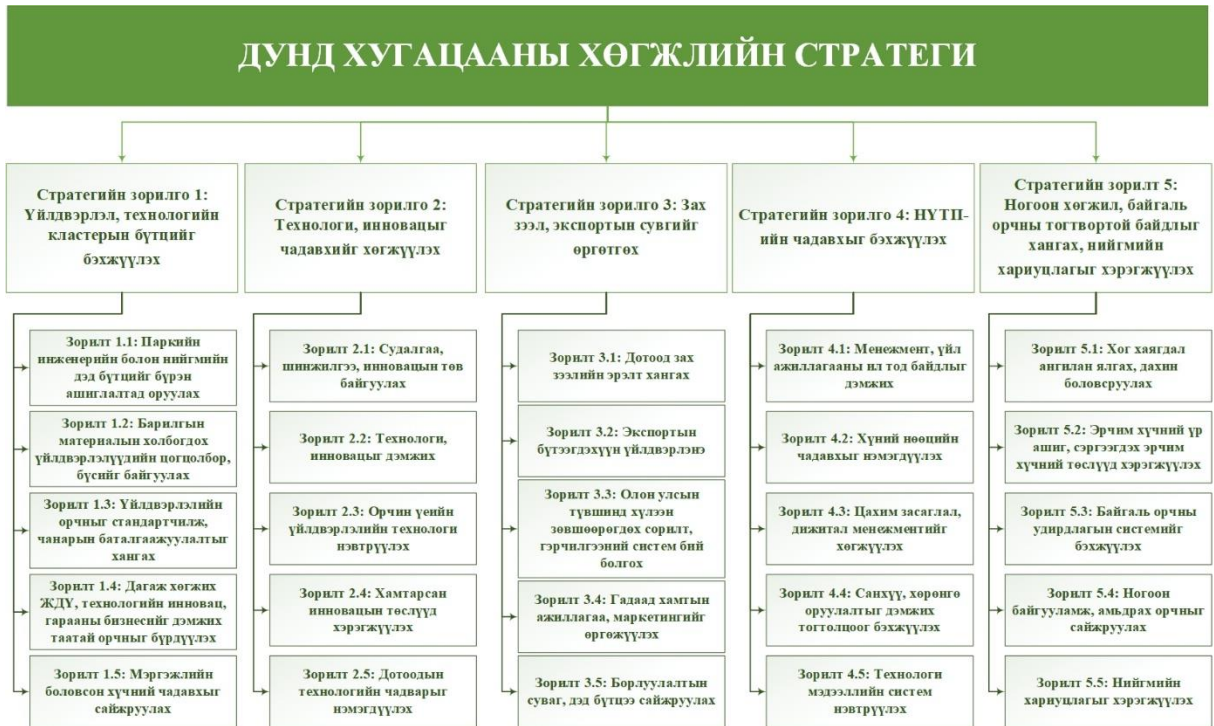 ДУНД ХУГАЦААНЫ ХӨГЖЛИЙН СТРАТЕГИ
Стратегийн зорилго 1:
Үйлдвэрлэл, технологийн
кластерын бүтцийг
бэхжүүлэх
Зорилт 1.1: Паркийн
инженерийн болон нийгмийн
дэд бүтцийг бүрэн
ашиглалтад оруулах
Зорилт 1.2: Барилгын
материалын холбогдох
үйлдвэрлэлүүдийн цогцолбор,
бүсийг байгуулах
Зорилт 1.3: Үйлдвэрлэлийн
орчныг стандартчилж,
чанарын баталгаажуулалтыг
хангах
Зорилт 1.4: Дагаж хөгжих
ЖДҮ, технологийн инновац,
гарааны бизнесийг дэмжих
таатай орчныг бүрдүүлэх
Зорилт 1.5: Мэргэжлийн
боловсон хүчний чадавхыг
сайжруулах
Стратегийн зорилго 2:
Технологи, инновацыг
чадавхийг хөгжүүлэх
Зорилт 2.1: Судалгаа,
шинжилгээ, инновацын төв
байгуулах
Зорилт 2.2: Технологи,
инновацыг дэмжих
Зорилт 2.3: Орчин үеийн
үйлдвэрлэлийн технологи
нэвтрүүлэх
Зорилт 2.4: Хамтарсан
инновацын төслүүд
хэрэгжүүлэх
Зорилт 2.5: Дотоодын
технологийн чадварыг
нэмэгдүүлэх
Стратегийн зорилго 3: Зах
зээл, экспортын сувгийг
өргөтгөх
Зорилт 3.1: Дотоод зах
зээлийн эрэлт хангах
Зорилт 3.2: Экспортын
бүтээгдэхүүн үйлдвэрлэнэ
Зорилт 3.3: Олон улсын
түвшинд хүлээн
зөвшөөрөгдөх сорилт,
гэрчилгээний систем бий
болгох
Зорилт 3.4: Гадаад хамтын
ажиллагаа, маркетингийг
өргөжүүлэх
Зорилт 3.5: Борлуулалтын
суваг, дэд бүтцээ сайжруулах
Стратегийн зорилго 4: НҮТП-
ийн чадавхыг бэхжүүлэх
Зорилт 4.1: Менежмент, үйл
ажиллагааны ил тод байдлыг
дэмжих
Зорилт 4.2: Хүний нөөцийн
чадавхыг нэмэгдүүлэх
Зорилт 4.3: Цахим засаглал,
дижитал менежментийг
хөгжүүлэх
Зорилт 4.4: Санхүү, хөрөнгө
оруулалтыг дэмжих
тогтолцоог бэхжүүлэх
Зорилт 4.5: Технологи
мэдээллийн систем
нэвтрүүлэх
Стратегийн зорилт 5:
Ногоон хөгжил, байгаль
орчны тогтвортой байдлыг
хангах, нийгмийн
хариуцлагыг хэрэгжүүлэх
Зорилт 5.1: Хог хаягдал
ангилан ялгах, дахин
боловсруулах
Зорилт 5.2: Эрчим хүчний үр
ашиг, сэргээгдэх эрчим
хүчний төслүүд хэрэгжүүлэх
Зорилт 5.3: Байгаль орчны
удирдлагын системийг
бэхжүүлэх
Зорилт 5.4: Ногоон
байгууламж, амьдрах орчныг
сайжруулах
Зорилт 5.5: Нийгмийн
хариуцлагыг хэрэгжүүлэх